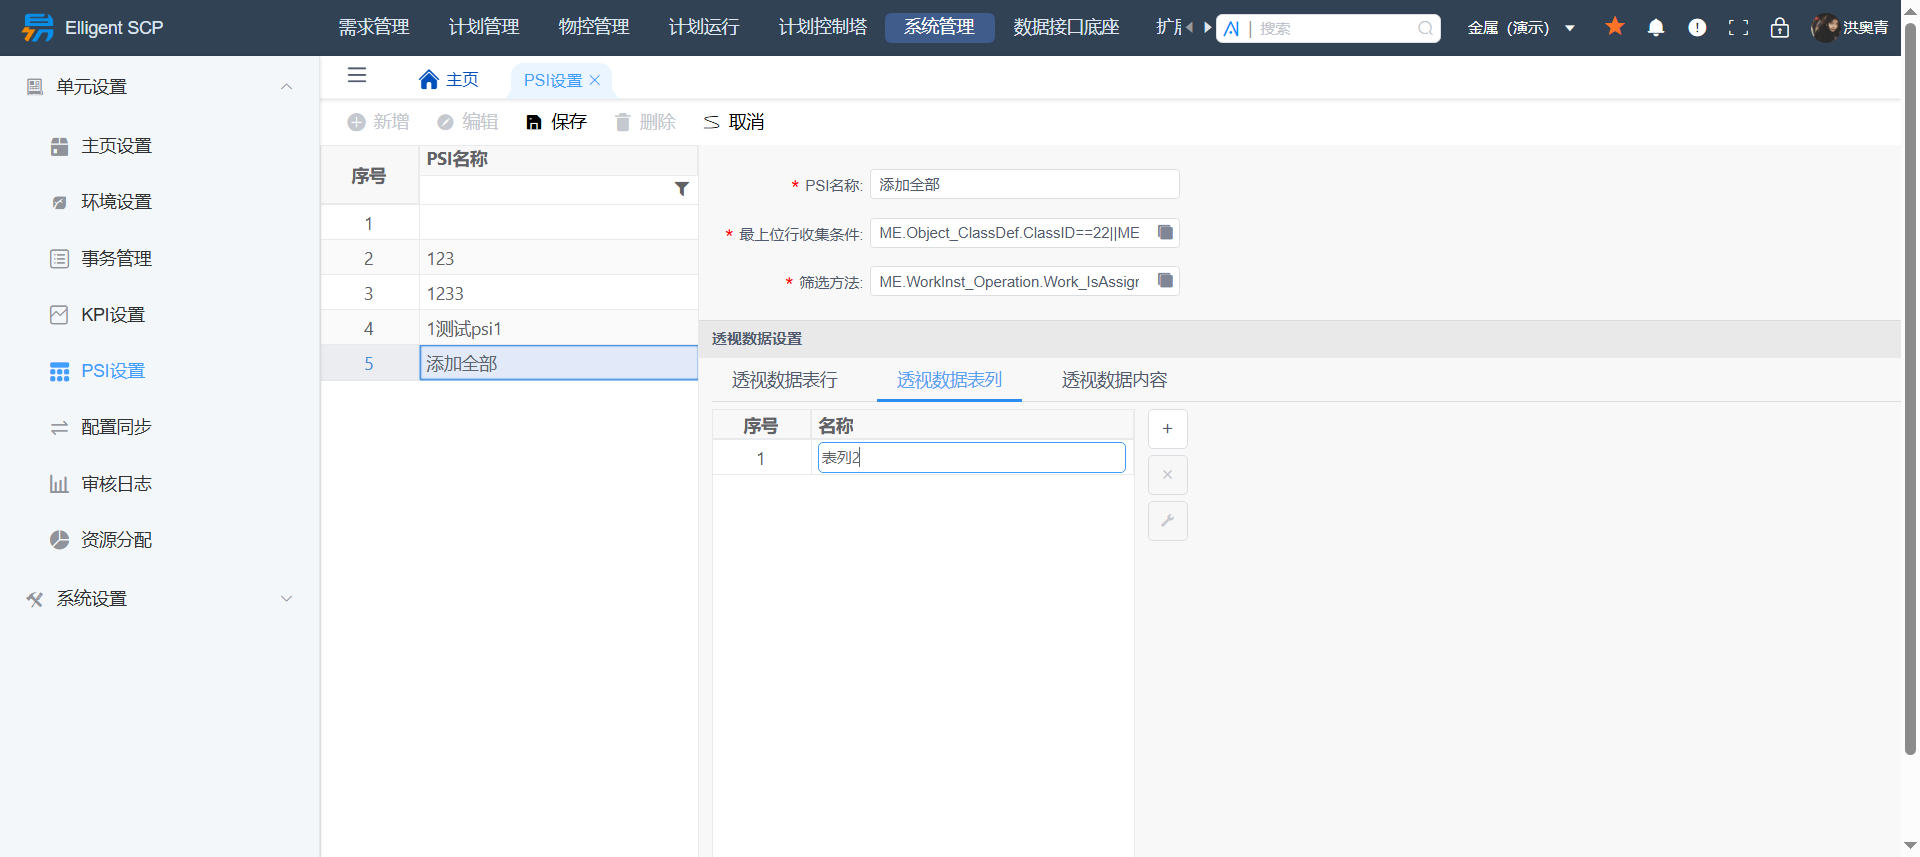 Elligent SCP
需求管理
计划管理
物控管理
计划运行
计划控制塔
系统管理
数据接口底座
AI
搜索
金属 (演示)
洪奥青
单元设置
主页设置
环境设置
事务管理
KPI设置
PSI设置
配置同步
审核日志
资源分配
系统设置
主页
PSI设置
新增
编辑
保存
删除
取消
序号
PSI名称
1
2
123
3
1233
4
1测试psi1
5
添加全部
* PSI名称:
添加全部
* 最上位行收集条件:
ME.Object_ClassDef.ClassID==22||ME
* 筛选方法:
ME.WorkInst_Operation.Work_IsAssigr
透视数据设置
透视数据表行
透视数据表列
透视数据内容
序号
名称
1
表列2